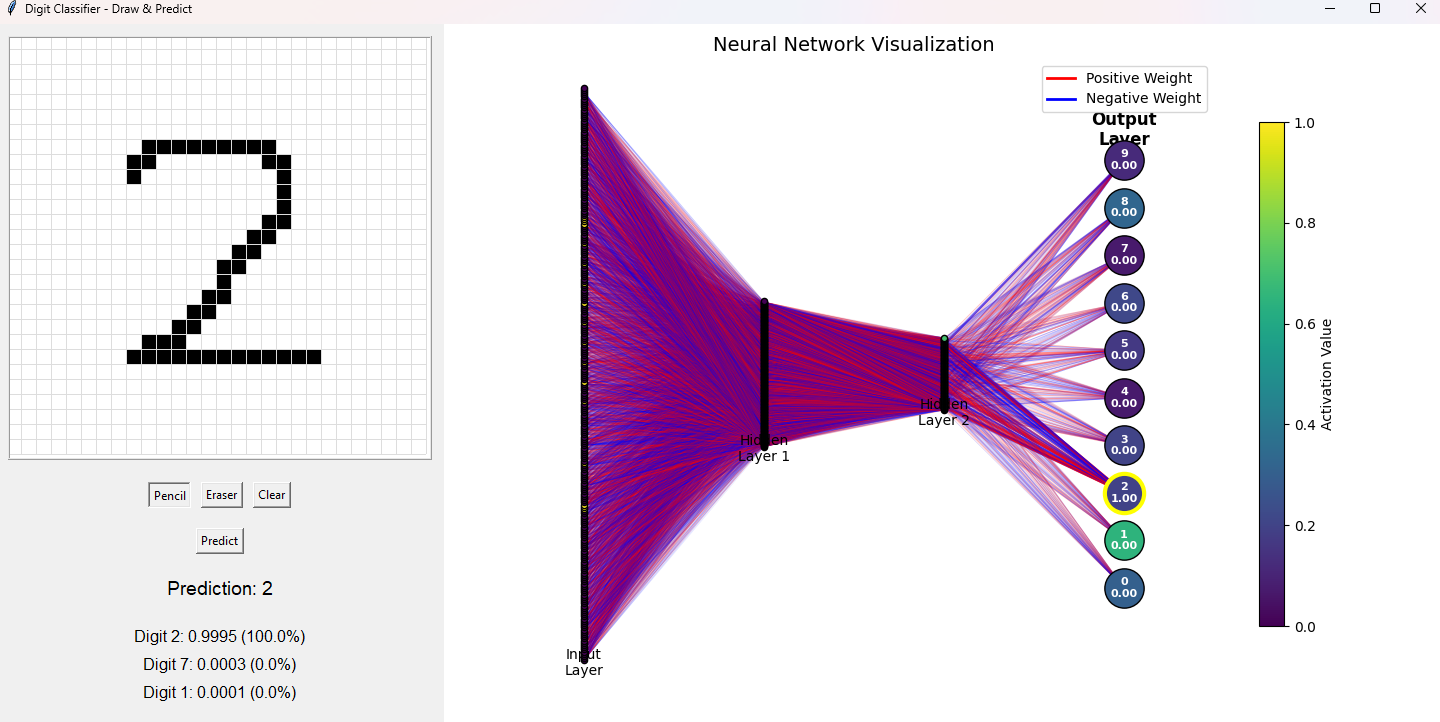 Digit Classifier - Draw & Predict
Pencil
Eraser
Clear
Predict
Prediction: 2
Digit 2: 0.9995 (100.0%)
Digit 7: 0.0003 (0.0%)
Digit 1: 0.0001 (0.0%)
2
Neural Network Visualization
Positive Weight
Negative Weight
Input
Layer
Hidden
Layer 1
Hidden
Layer 2
Output
Layer
9
0.00
8
0.00
7
0.00
6
0.00
5
0.00
4
0.00
3
0.00
2
1.00
1
0.00
0
0.00
1.0
0.8
0.6
0.4
0.2
0.0
Activation Value